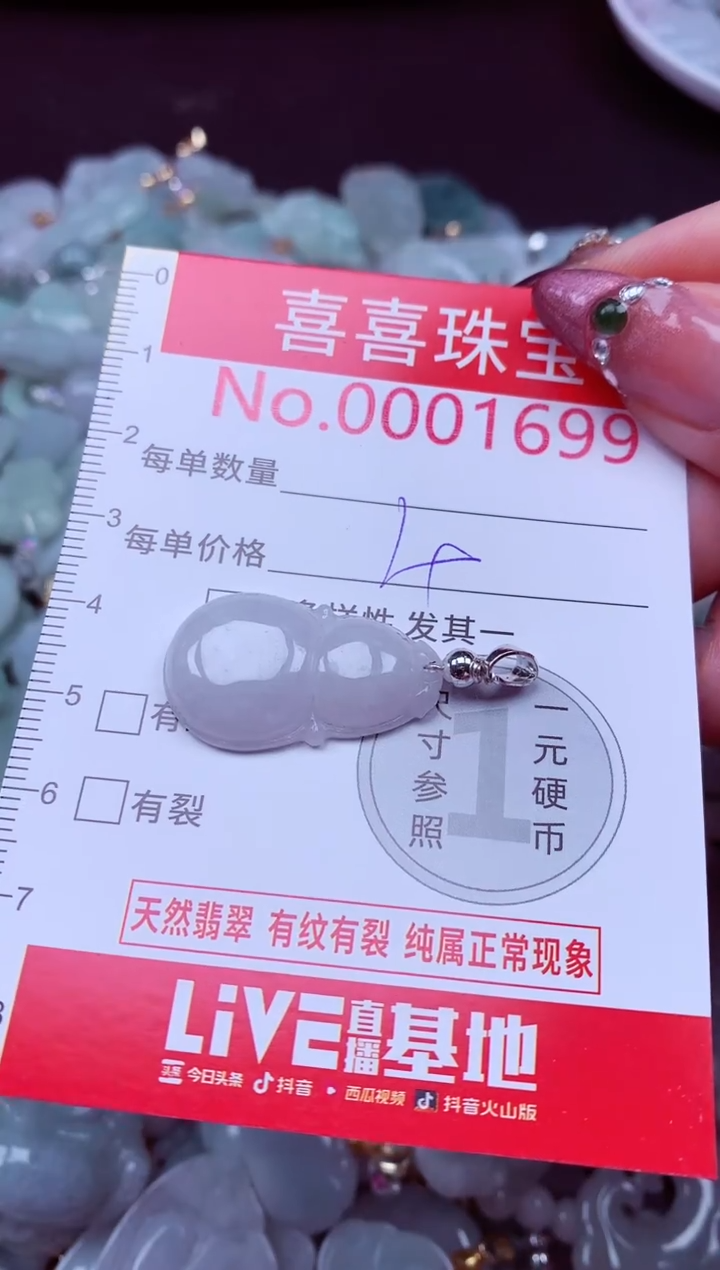 喜喜珠宝
No.0001699
0
1
2
3
4
5
6
7
每单数量
每单价格
4
发其一
有
有裂
寸参照
1
一元硬币
天然翡翠 有纹有裂 纯属正常现象
LiVE直播基地
头条 今日头条 抖音 西瓜视频 抖音火山版